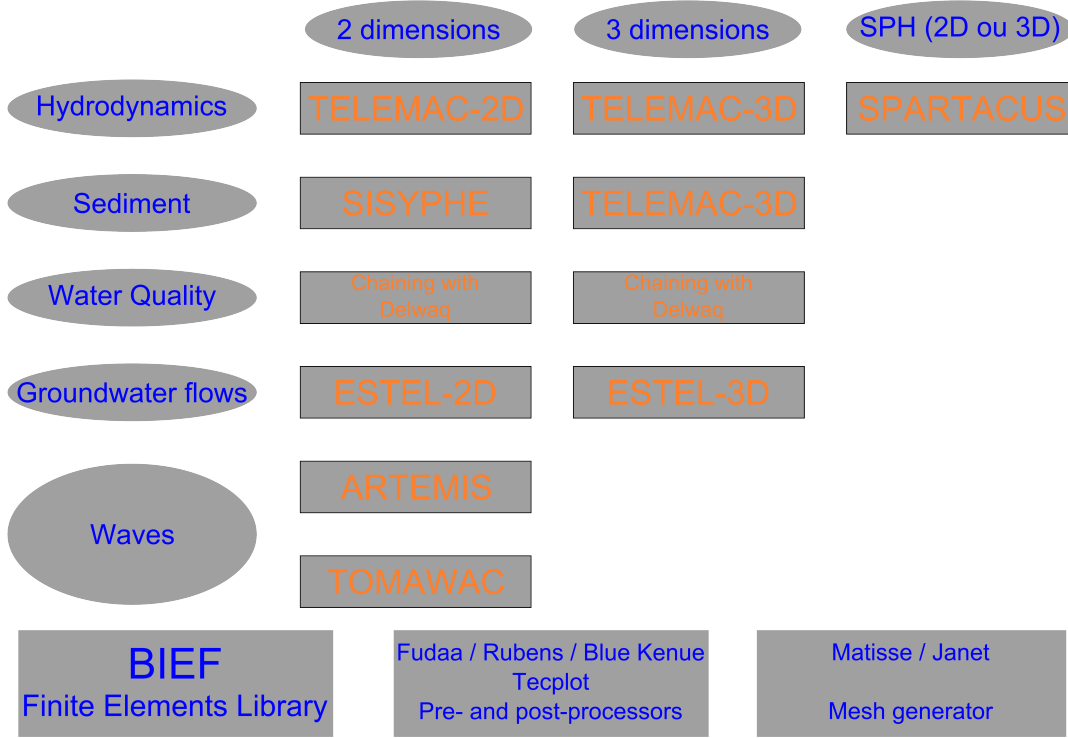 2 dimensions
3 dimensions
SPH (2D ou 3D)
Hydrodynamics
TELEMAC-2D
TELEMAC-3D
SPARTACUS
Sediment
SISYPHE
TELEMAC-3D
Water Quality
Chaining with
Delwaq
Chaining with
Delwaq
Groundwater flows
ESTEL-2D
ESTEL-3D
Waves
ARTEMIS
TOMAWAC
BIEF
Finite Elements Library
Fudaa / Rubens / Blue Kenue
Tecplot
Pre- and post-processors
Matisse / Janet
Mesh generator